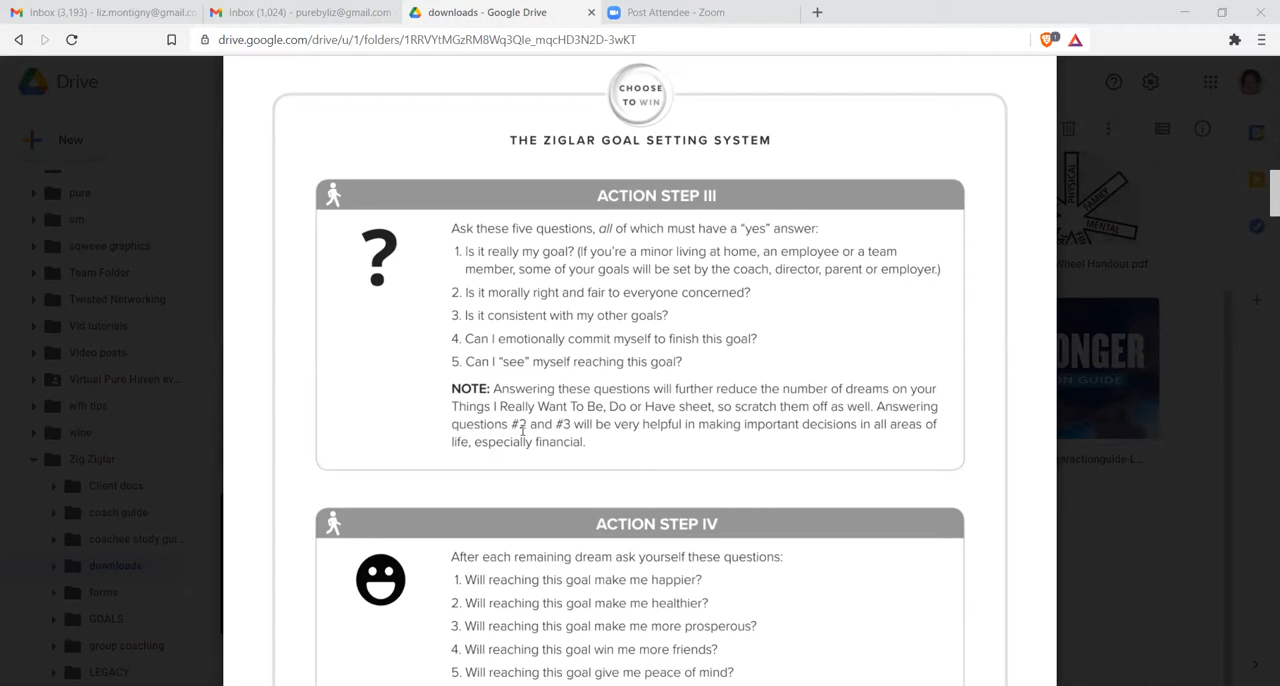 Inbox (3,193) - liz.montigny@gmail.co
Inbox (1,024) - purebyliz@gmail.com
downloads - Google Drive
Post Attendee - Zoom
drive.google.com/drive/u/1/folders/1RRVYtMGzRM8Wq3QIe_mqcHD3N2D-3wKT
1
Drive
New
pure
sm
sqweee graphics
Team Folder
Twisted Networking
Vid tutorials
Video posts
Virtual Pure Haven ev...
wfh tips
wine
Zig Ziglar
Client docs
coach guide
coachee study gui...
downloads
forms
GOALS
group coaching
LEGACY
CHOOSE
TO WIN
THE ZIGLAR GOAL SETTING SYSTEM
ACTION STEP III
?
Ask these five questions, all of which must have a “yes” answer:
1. Is it really my goal? (If you’re a minor living at home, an employee or a team
member, some of your goals will be set by the coach, director, parent or employer.)
2. Is it morally right and fair to everyone concerned?
3. Is it consistent with my other goals?
4. Can I emotionally commit myself to finish this goal?
5. Can I “see” myself reaching this goal?
NOTE: Answering these questions will further reduce the number of dreams on your
Things I Really Want To Be, Do or Have sheet, so scratch them off as well. Answering
questions #2 and #3 will be very helpful in making important decisions in all areas of
life, especially financial.
ACTION STEP IV
After each remaining dream ask yourself these questions:
1. Will reaching this goal make me happier?
2. Will reaching this goal make me healthier?
3. Will reaching this goal make me more prosperous?
4. Will reaching this goal win me more friends?
5. Will reaching this goal give me peace of mind?
PHYSICAL
FAMILY
MENTAL
Wheel Handout.pdf
ONGER
ON GUIDE
eractionguide-L...